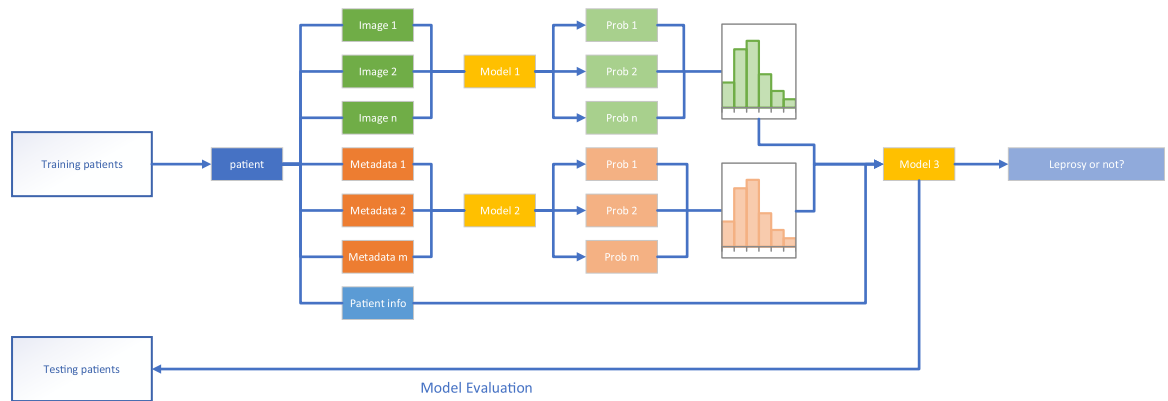 Image 1
Prob 1
Image 2
Model 1
Prob 2
Image n
Prob n
Training patients
patient
Metadata 1
Prob 1
Model 3
Leprosy or not?
Metadata 2
Model 2
Prob 2
Metadata m
Prob m
Patient info
Testing patients
Model Evaluation